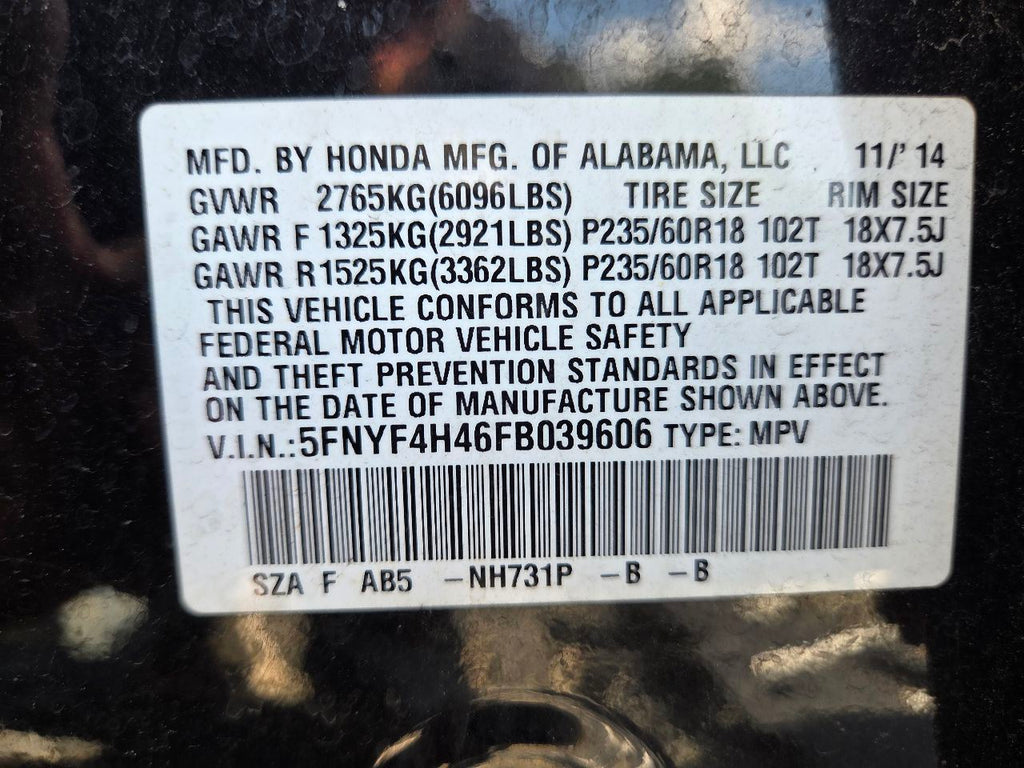 MFD. BY HONDA MFG. OF ALABAMA, LLC 11/' 14
GVWR 2765KG(6096LBS) TIRE SIZE RIM SIZE
GAWR F 1325KG(2921LBS) P235/60R18 102T 18X7.5J
GAWR R1525KG(3362LBS) P235/60R18 102T 18X7.5J
THIS VEHICLE CONFORMS TO ALL APPLICABLE
FEDERAL MOTOR VEHICLE SAFETY
AND THEFT PREVENTION STANDARDS IN EFFECT
ON THE DATE OF MANUFACTURE SHOWN ABOVE.
V.I.N.:5FNYF4H46FB039606 TYPE: MPV
SZA F AB5 -NH731P -B -B